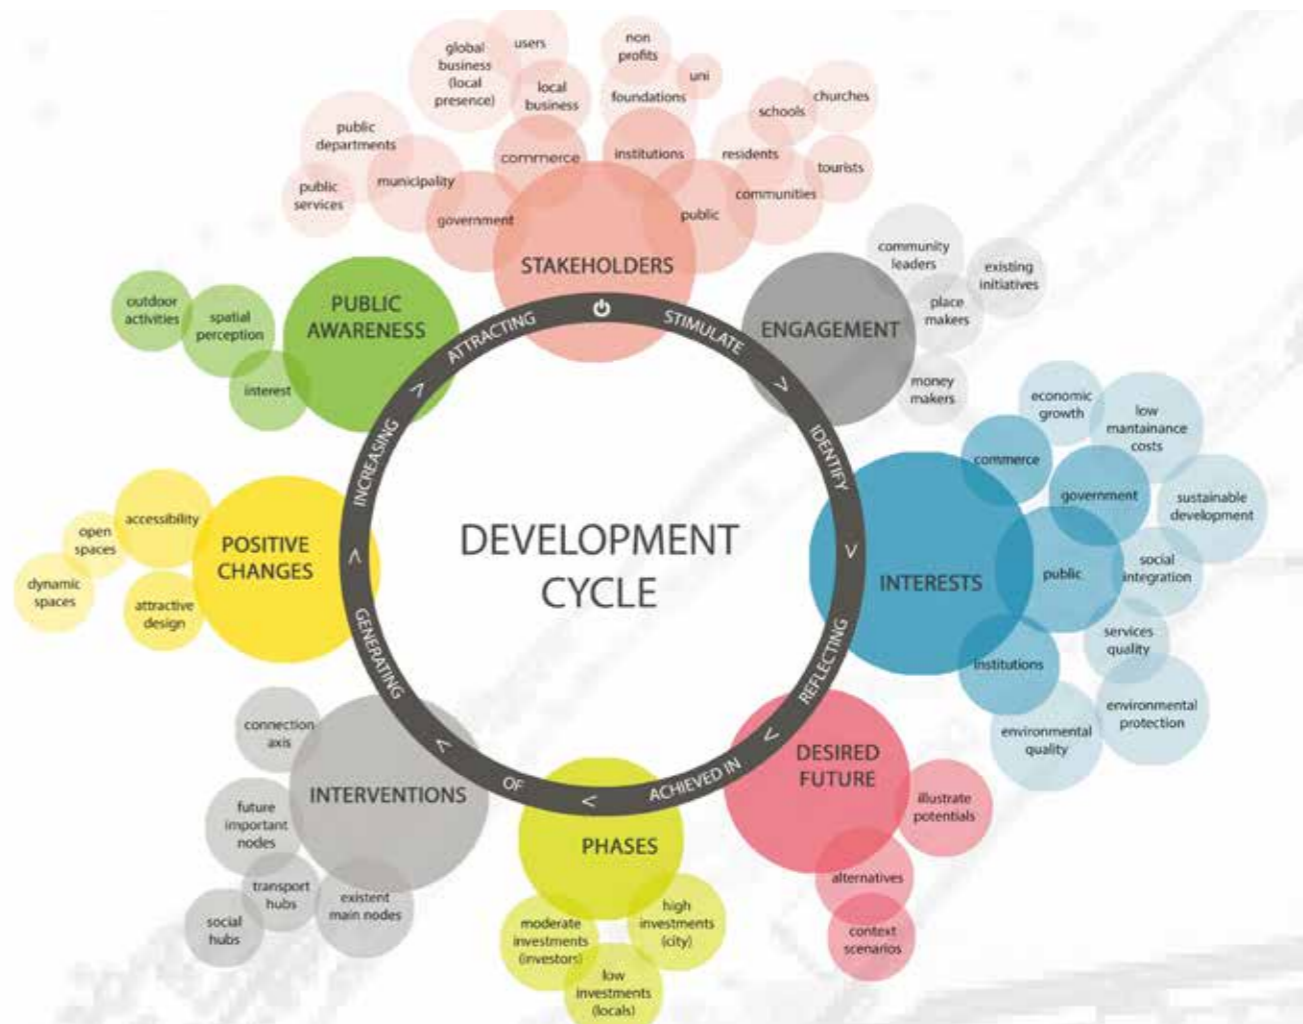 global
business
(local
presence)
users
local
business
non
profits
uni
foundations
schools
churches
public
departments
public
services
municipality
government
commerce
institutions
residents
communities
tourists
public
STAKEHOLDERS
community
leaders
existing
initiatives
place
makers
money
makers
ENGAGEMENT
outdoor
activities
spatial
perception
interest
PUBLIC
AWARENESS
ATTRACTING
STIMULATE
IDENTIFY
REFLECTING
ACHIEVED IN
OF
GENERATING
INCREASING
DEVELOPMENT
CYCLE
economic
growth
low
mantainance
costs
commerce
government
sustainable
development
public
social
integration
services
quality
institutions
environmental
protection
environmental
quality
INTERESTS
accessibility
open
spaces
dynamic
spaces
attractive
design
POSITIVE
CHANGES
connection
axis
future
important
nodes
transport
hubs
social
hubs
existent
main nodes
INTERVENTIONS
PHASES
moderate
investments
(investors)
high
investments
(city)
low
investments
(locals)
DESIRED
FUTURE
illustrate
potentials
alternatives
context
scenarios